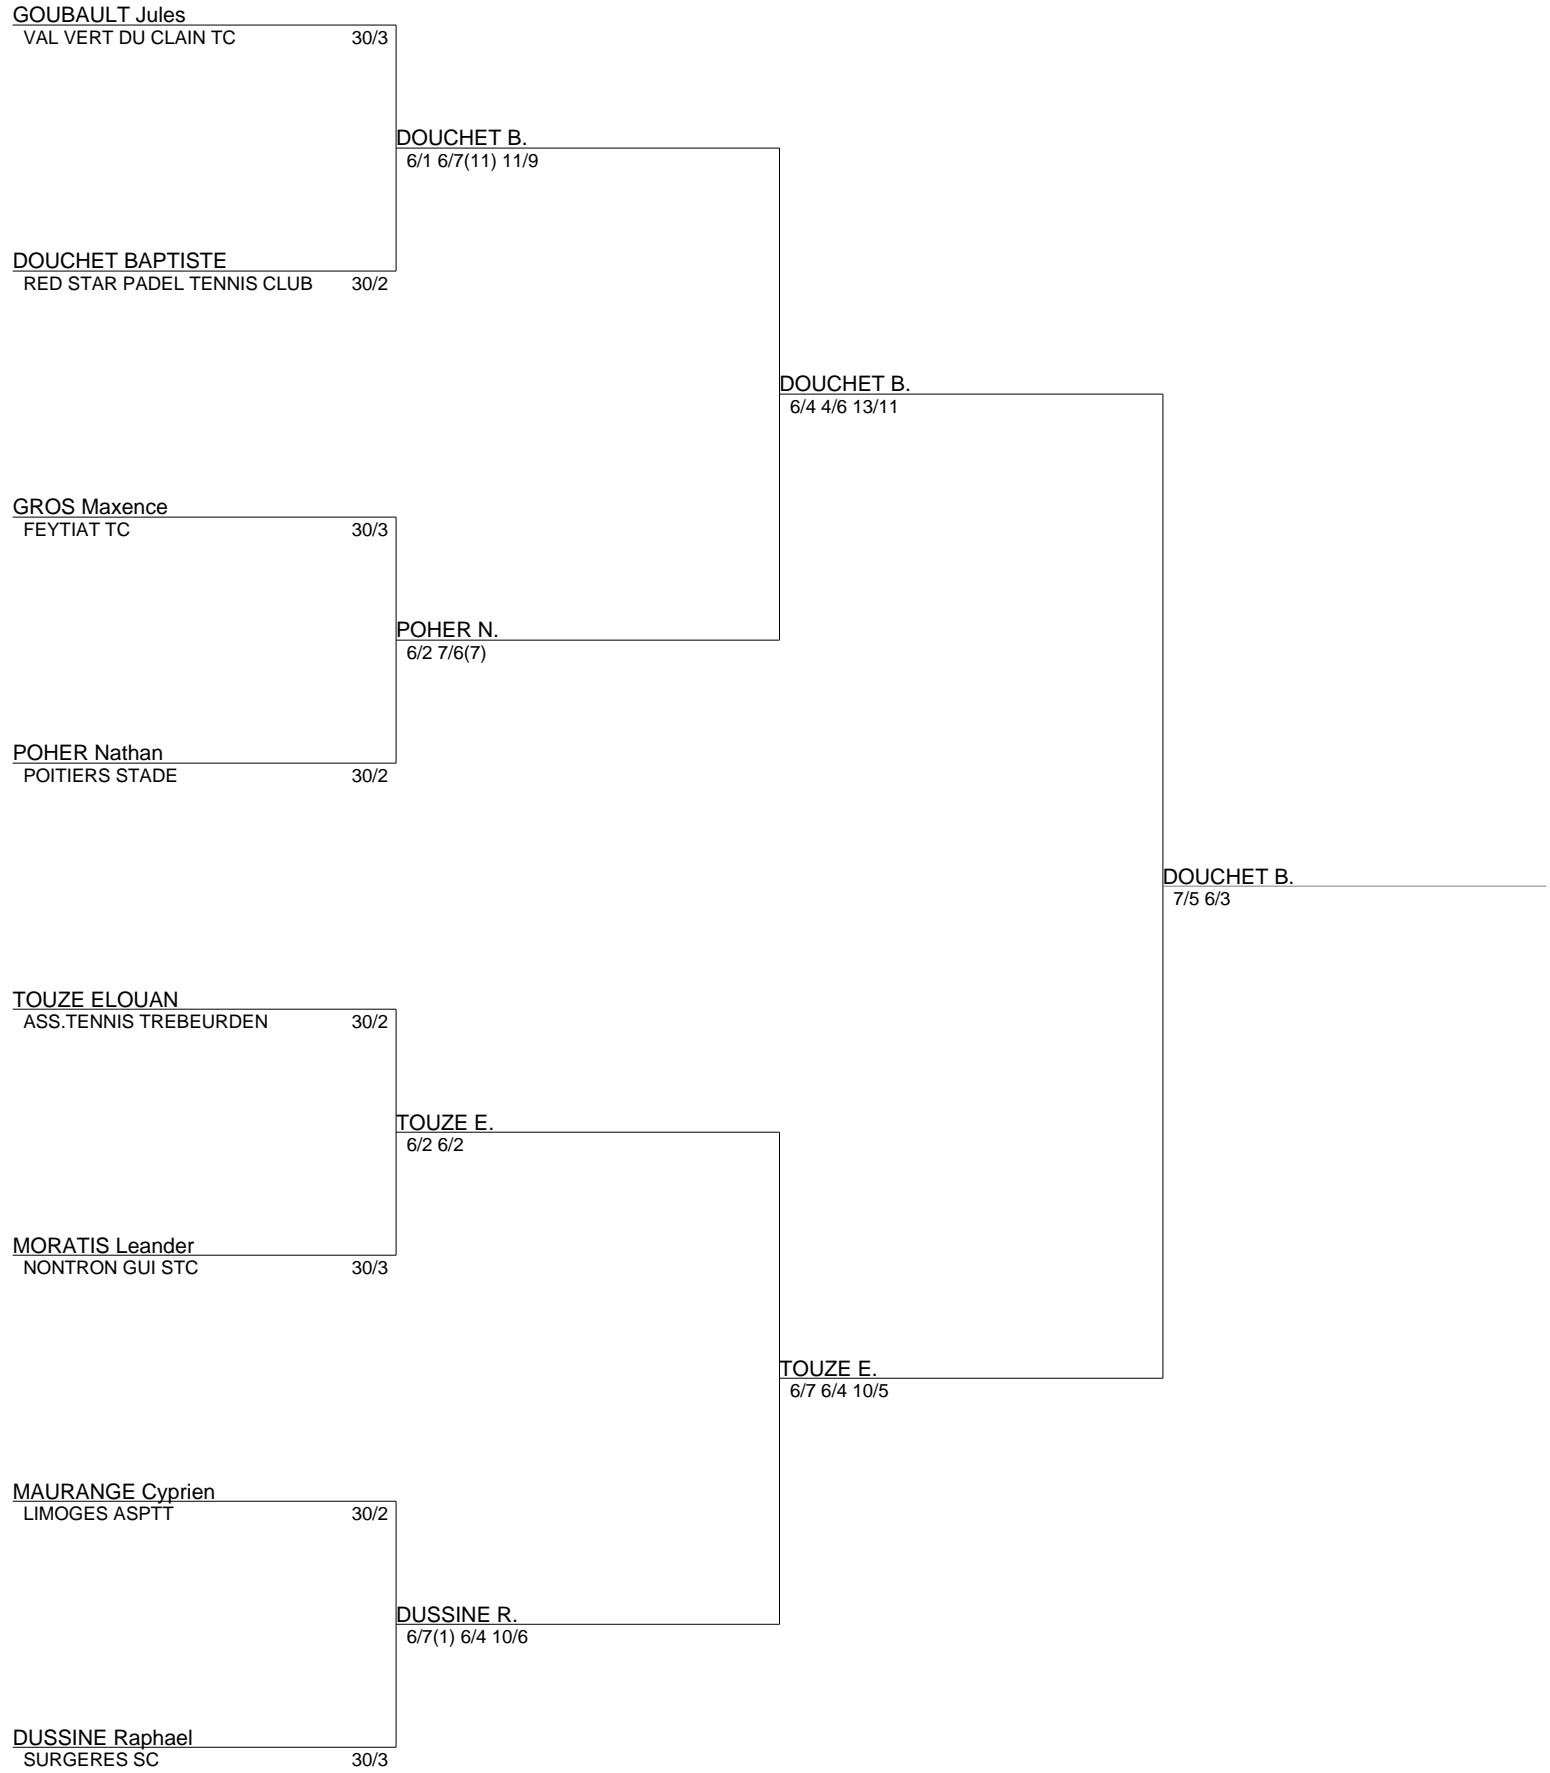 GOUBAULT Jules
VAL VERT DU CLAIN TC 30/3
DOUCHET B.
6/1 6/7(11) 11/9
DOUCHET BAPTISTE
RED STAR PADEL TENNIS CLUB 30/2
DOUCHET B.
6/4 4/6 13/11
GROS Maxence
FEYTIAT TC 30/3
POHER N.
6/2 7/6(7)
POHER Nathan
POITIERS STADE 30/2
DOUCHET B.
7/5 6/3
TOUZE ELOUAN
ASS.TENNIS TREBEURDEN 30/2
TOUZE E.
6/2 6/2
MORATIS Leander
NONTRON GUI STC 30/3
TOUZE E.
6/7 6/4 10/5
MAURANGE Cyprien
LIMOGES ASPTT 30/2
DUSSINE R.
6/7(1) 6/4 10/6
DUSSINE Raphael
SURGERES SC 30/3